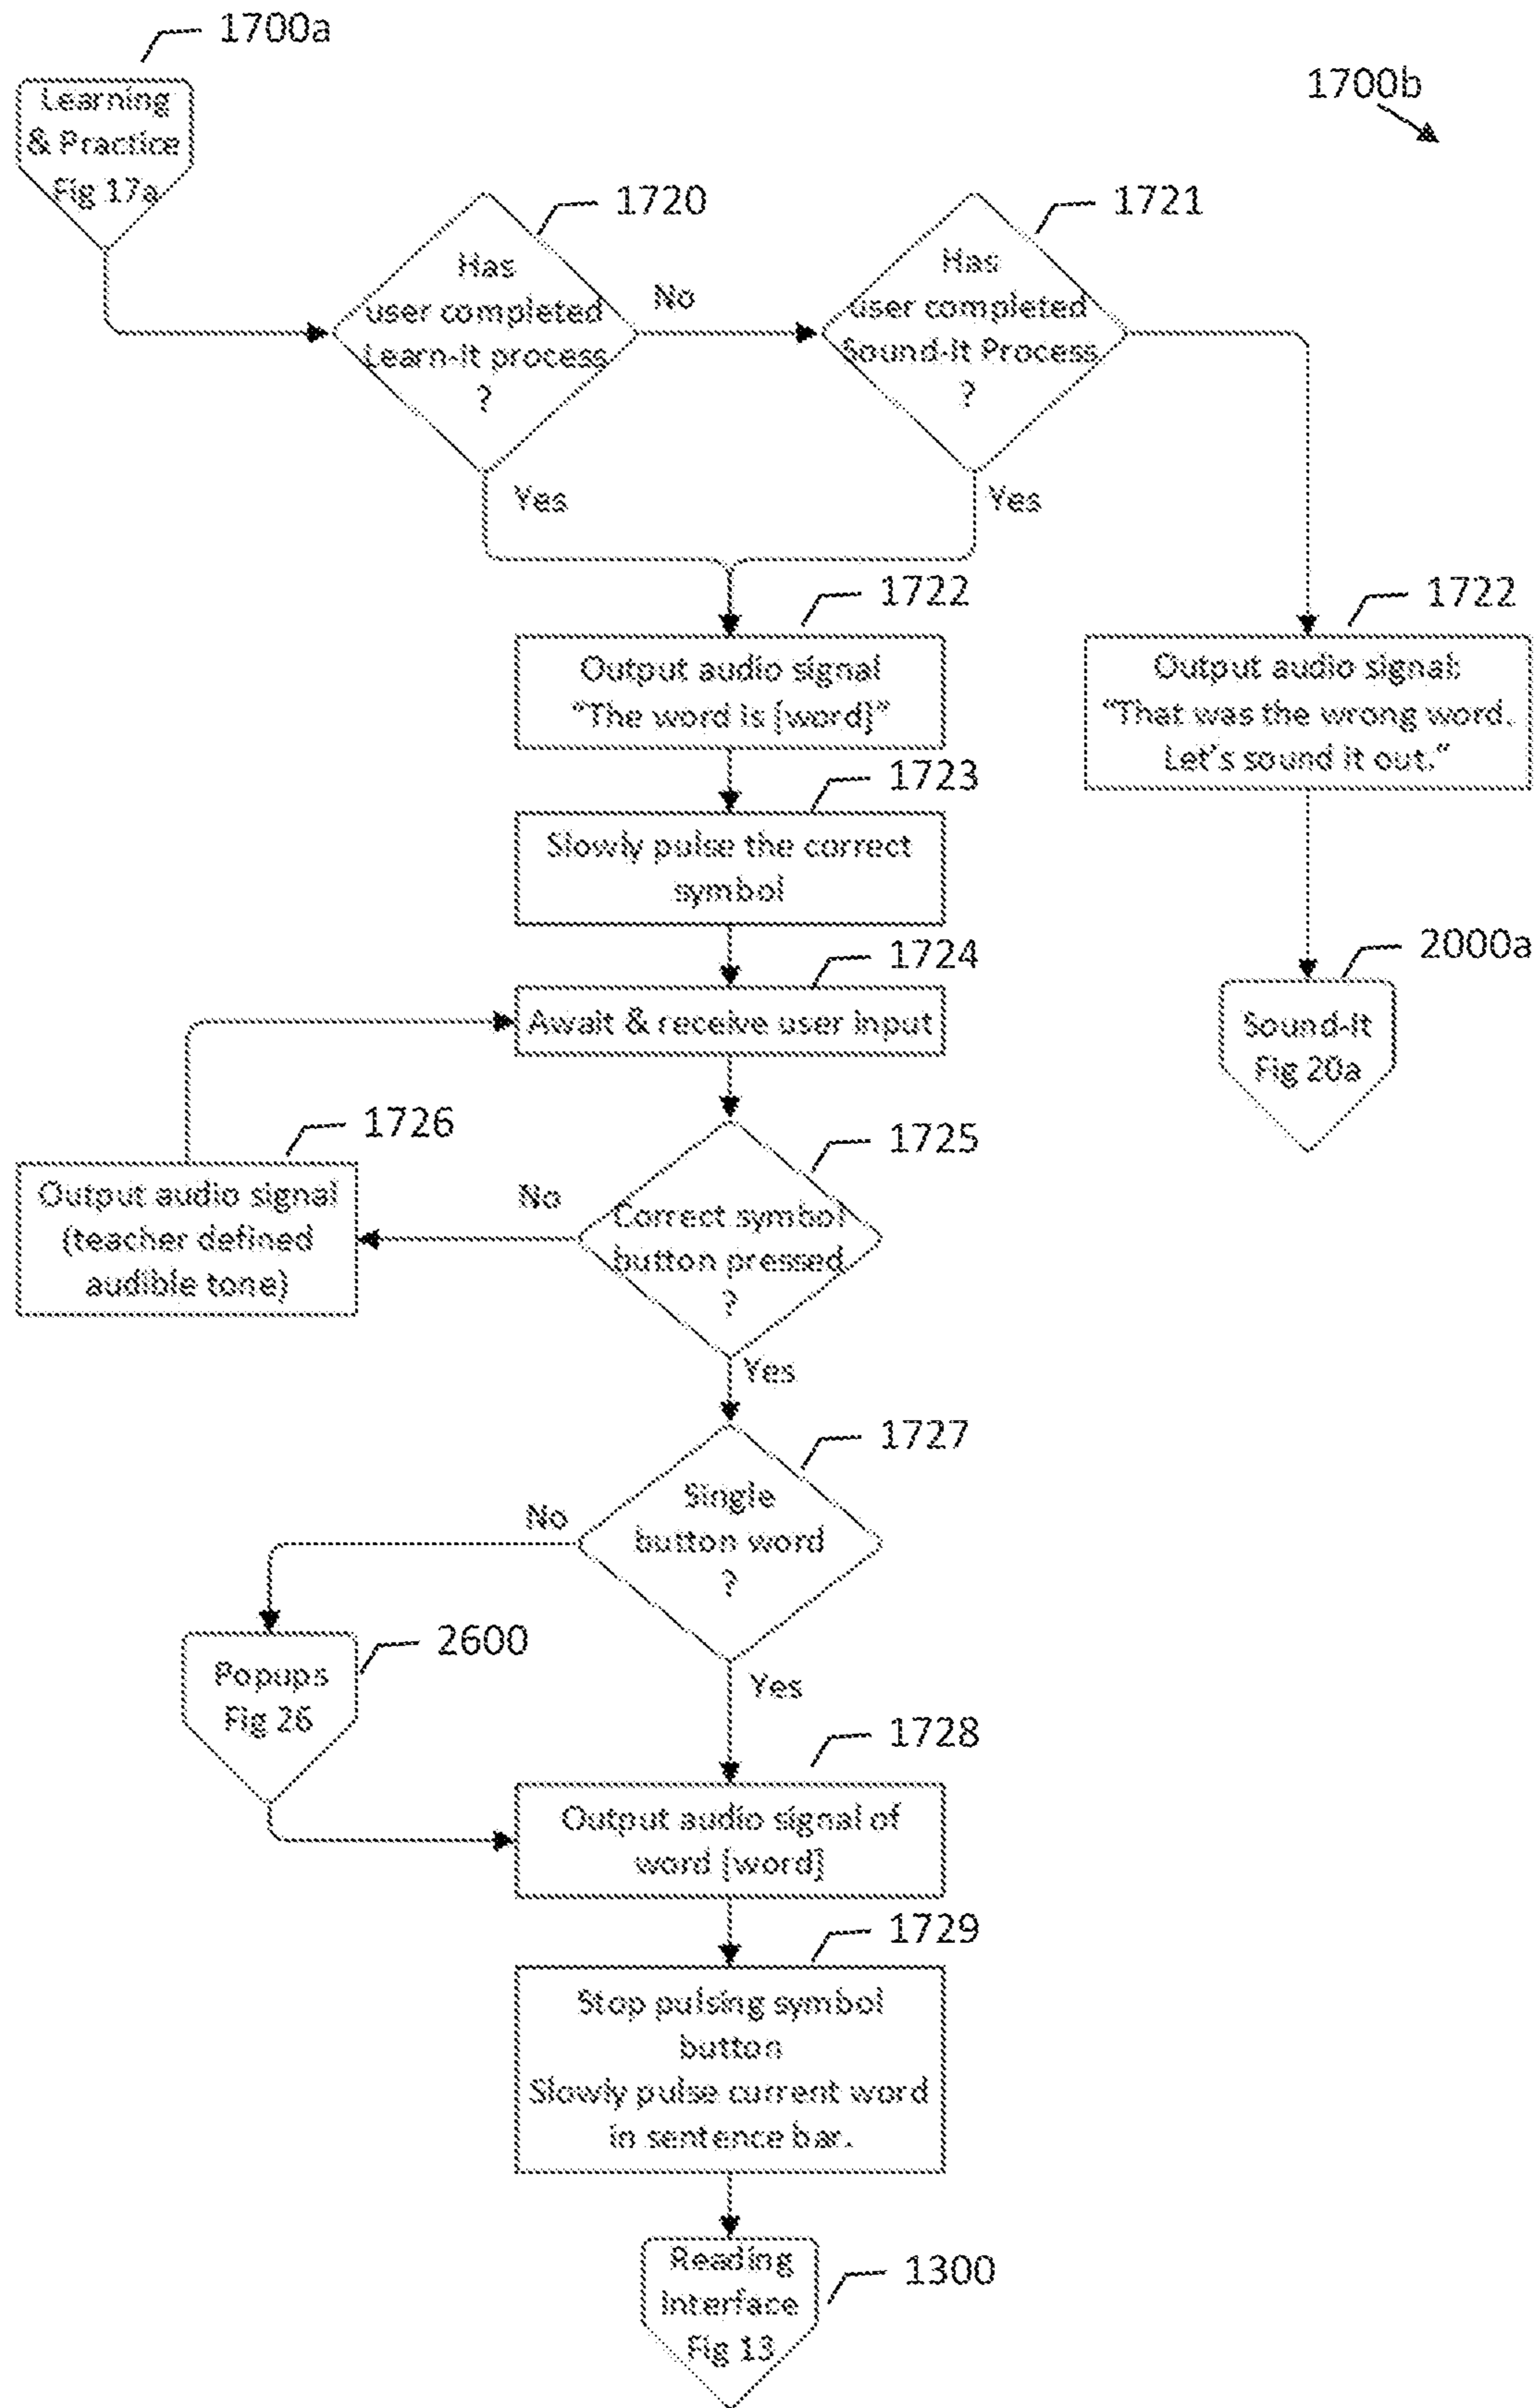 1700a
1700b
Learning
& Practice
Fig 17a
1720
1721
Has
user completed
Learn-it process
?
No
Has
user completed
Sound-it Process
?
Yes
Yes
1722
1722
Output audio signal
"The word is [word]"
Output audio signal:
"That was the wrong word.
Let's sound it out."
1723
Slowly pulse the correct
symbol
1724
2000a
Await & receive user input
Sound-it
Fig 20a
1726
1725
Output audio signal
(teacher defined
audible tone)
No
Correct symbol
button pressed
?
Yes
1727
Single
button word
?
No
2600
Popups
Fig 26
Yes
1728
Output audio signal of
word [word]
1729
Stop pulsing symbol
button
Slowly pulse current word
in sentence bar.
Reading
Interface
Fig 13
1300